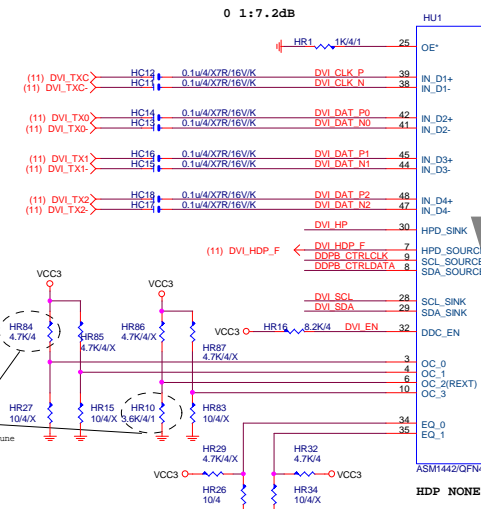 0 1:7.2dB
HU1
HR1 1K/4/1 25 OE*
(11) DVI_TXC HC12 0.1u/4/X7R/16V/K DVI_CLK_P 39 IN_D1+
(11) DVI_TXC- HC11 0.1u/4/X7R/16V/K DVI_CLK_N 38 IN_D1-
(11) DVI_TX0 HC14 0.1u/4/X7R/16V/K DVI_DAT_P0 42 IN_D2+
(11) DVI_TX0- HC13 0.1u/4/X7R/16V/K DVI_DAT_N0 41 IN_D2-
(11) DVI_TX1 HC16 0.1u/4/X7R/16V/K DVI_DAT_P1 45 IN_D3+
(11) DVI_TX1- HC15 0.1u/4/X7R/16V/K DVI_DAT_N1 44 IN_D3-
(11) DVI_TX2 HC18 0.1u/4/X7R/16V/K DVI_DAT_P2 48 IN_D4+
(11) DVI_TX2- HC17 0.1u/4/X7R/16V/K DVI_DAT_N2 47 IN_D4-
DVI_HP 30 HPD_SINK
(11) DVI_HDP_F DVI_HDP_F 7 HPD_SOURCE
DDPB_CTRLCLK 9 SCL_SOURCE
DDPB_CTRLDATA 8 SDA_SOURCE
VCC3 VCC3
DVI_SCL 28 SCL_SINK
DVI_SDA 29 SDA_SINK
VCC3 HR16 8.2K/4 DVI_EN 32 DDC_EN
HR84 HR85 HR86 HR87
4.7K/4 4.7K/4/X 4.7K/4/X 4.7K/4/X
3 OC_0
4 OC_1
6 OC_2(REXT)
10 OC_3
HR27 HR15 HR10 HR83
10/4/X 10/4/X 3.6K/4/1 10/4/X
34 EQ_0
35 EQ_1
une
HR29 HR32
4.7K/4/X 4.7K/4
VCC3 VCC3
ASM1442/QFN4
HR26 HR34
10/4 10/4/X
HDP NONE